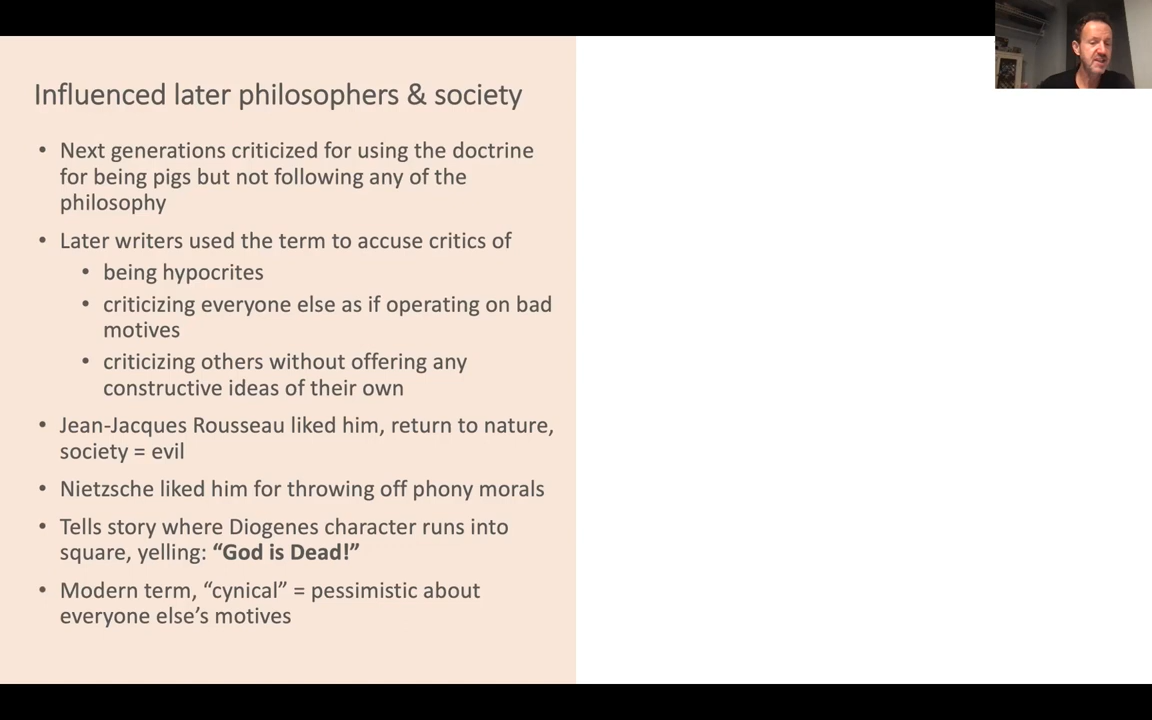 Influenced later philosophers & society
• Next generations criticized for using the doctrine
for being pigs but not following any of the
philosophy
• Later writers used the term to accuse critics of
• being hypocrites
• criticizing everyone else as if operating on bad
motives
• criticizing others without offering any
constructive ideas of their own
• Jean-Jacques Rousseau liked him, return to nature,
society = evil
• Nietzsche liked him for throwing off phony morals
• Tells story where Diogenes character runs into
square, yelling: “God is Dead!”
• Modern term, “cynical” = pessimistic about
everyone else’s motives